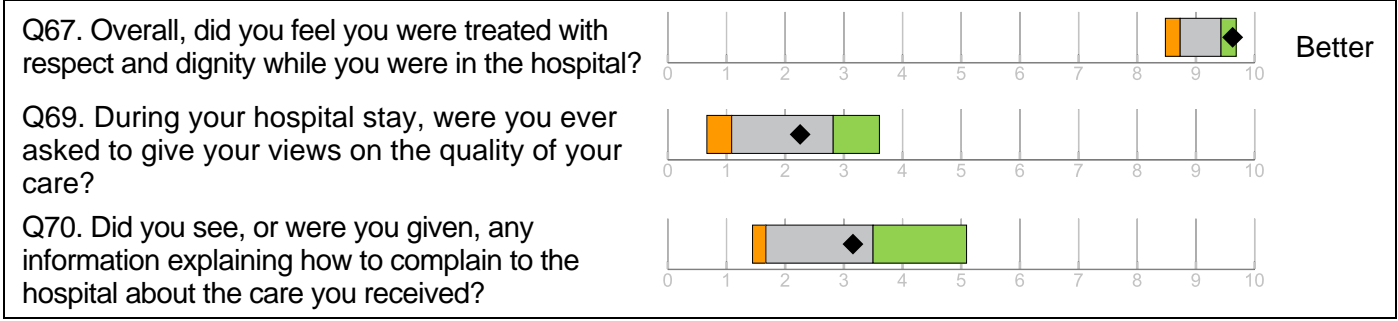 Q67. Overall, did you feel you were treated with
respect and dignity while you were in the hospital?
0 1 2 3 4 5 6 7 8 9 10
Better
Q69. During your hospital stay, were you ever
asked to give your views on the quality of your
care?
0 1 2 3 4 5 6 7 8 9 10
Q70. Did you see, or were you given, any
information explaining how to complain to the
hospital about the care you received?
0 1 2 3 4 5 6 7 8 9 10